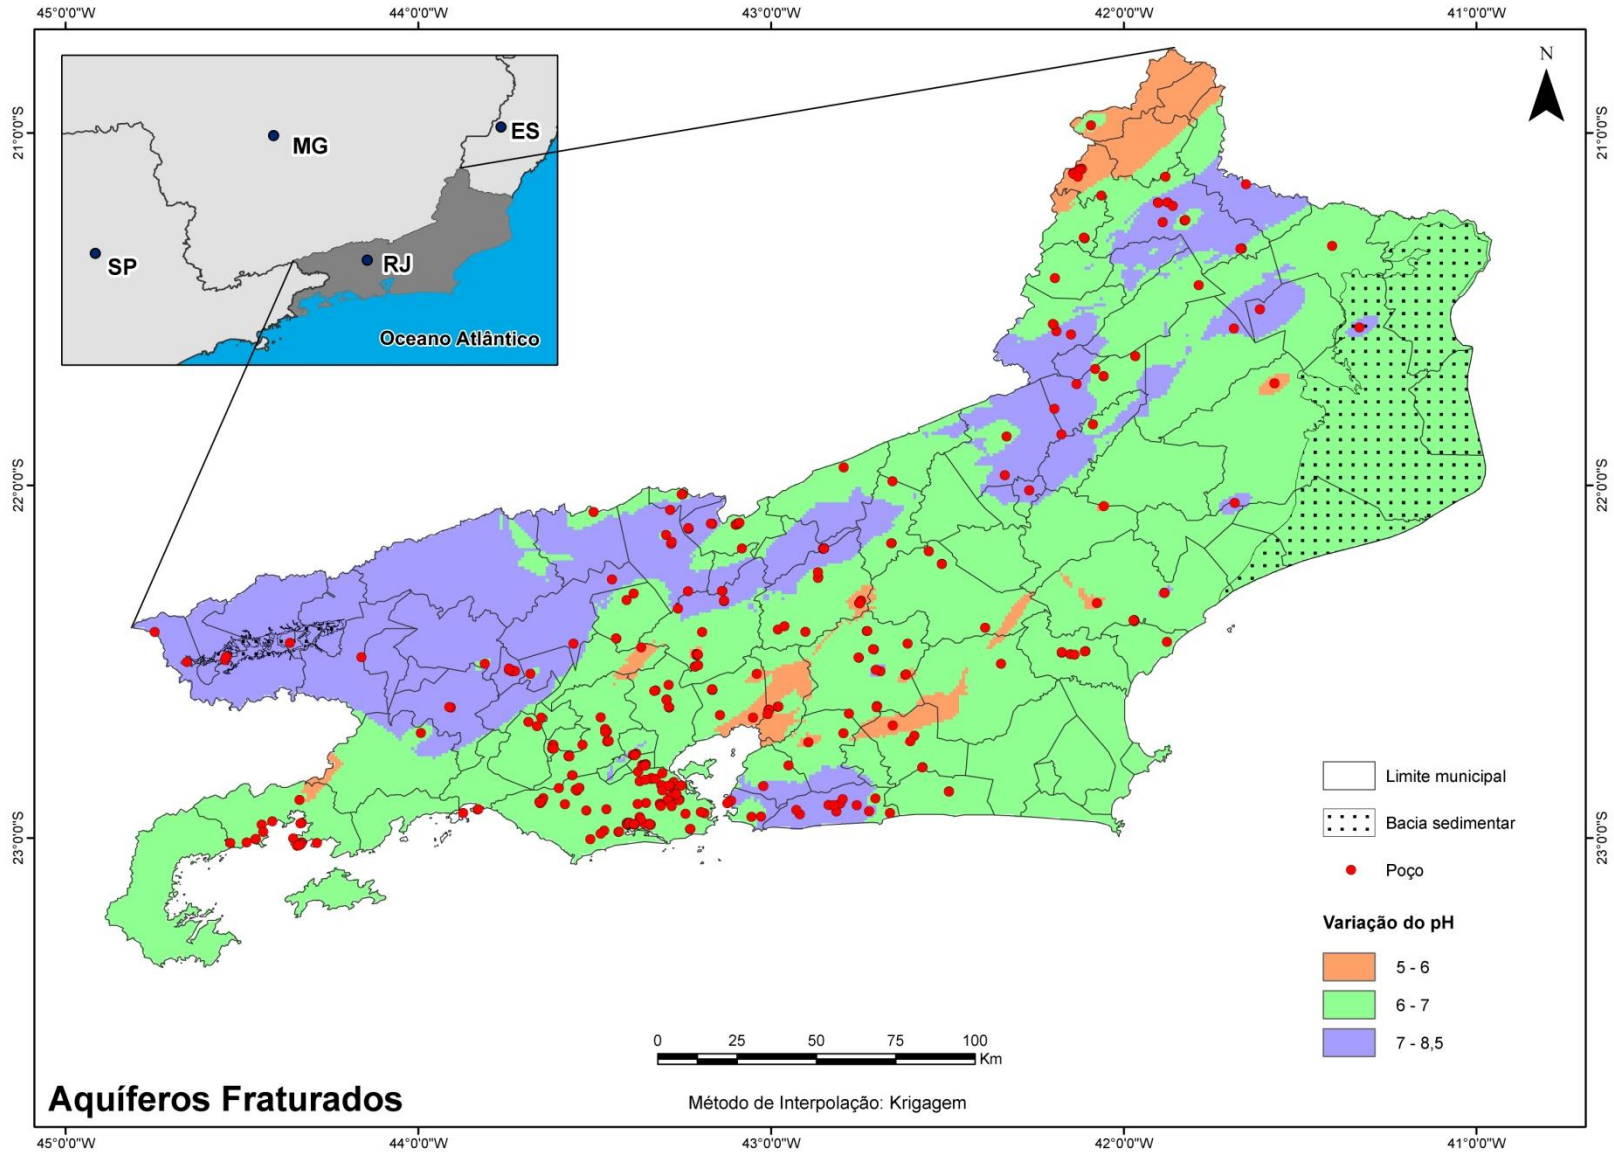 45°0'0"W 44°0'0"W 43°0'0"W 42°0'0"W 41°0'0"W
N
21°0'0"S
21°0'0"S
MG
ES
SP
RJ
Oceano Atlântico
22°0'0"S
22°0'0"S
23°0'0"S
23°0'0"S
Limite municipal
Bacia sedimentar
Poço
Variação do pH
5 - 6
6 - 7
7 - 8,5
0 25 50 75 100
Km
Aquíferos Fraturados
Método de Interpolação: Krigagem
45°0'0"W 44°0'0"W 43°0'0"W 42°0'0"W 41°0'0"W